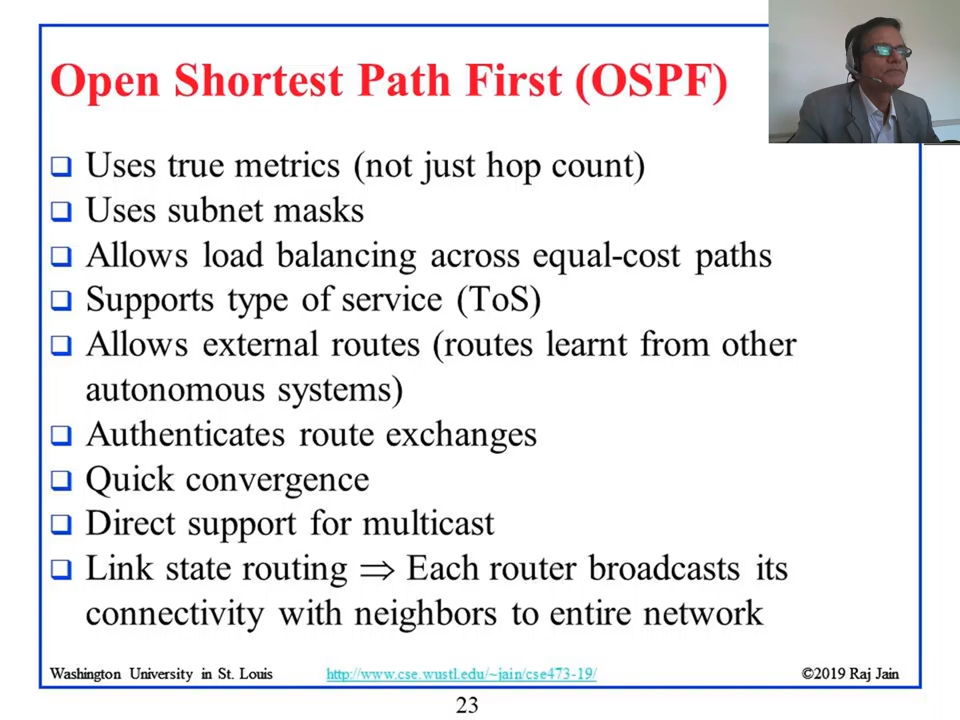 Open Shortest Path First (OSPF)
❑ Uses true metrics (not just hop count)
❑ Uses subnet masks
❑ Allows load balancing across equal-cost paths
❑ Supports type of service (ToS)
❑ Allows external routes (routes learnt from other
autonomous systems)
❑ Authenticates route exchanges
❑ Quick convergence
❑ Direct support for multicast
❑ Link state routing ⇒ Each router broadcasts its
connectivity with neighbors to entire network
Washington University in St. Louis http://www.cse.wustl.edu/~jain/cse473-19/ ©2019 Raj Jain
23